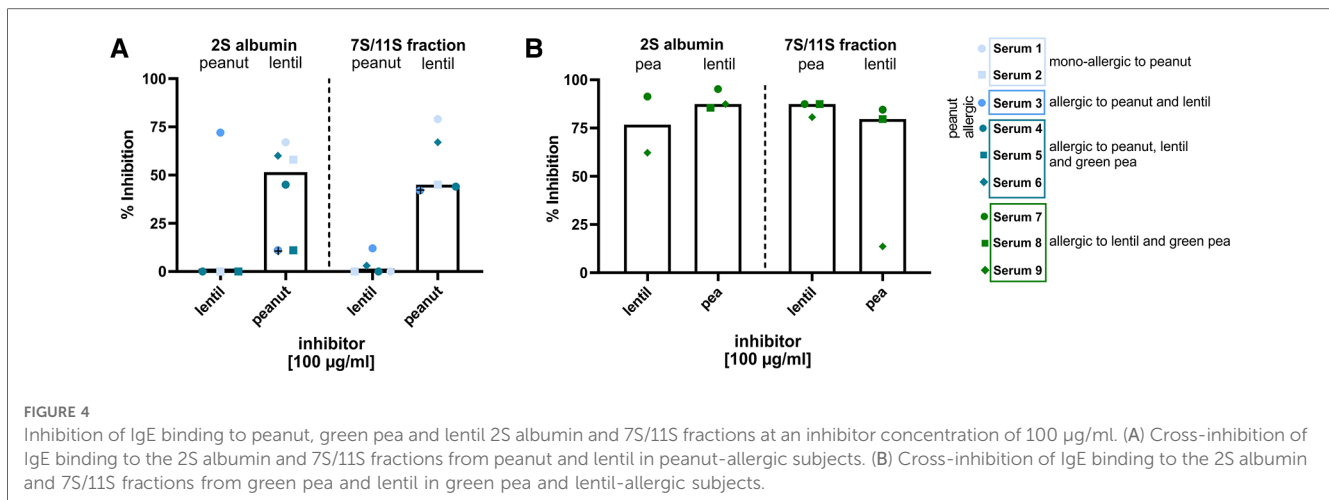 A
2S albumin 7S/11S fraction
peanut lentil peanut lentil
100
75
50
25
0
% Inhibition
lentil peanut lentil peanut
inhibitor
[100 µg/ml]
B
2S albumin 7S/11S fraction
pea lentil pea lentil
100
75
50
25
0
% Inhibition
lentil pea lentil pea
inhibitor
[100 µg/ml]
peanut
allergic
Serum 1
Serum 2
mono-allergic to peanut
Serum 3 allergic to peanut and lentil
Serum 4
Serum 5
Serum 6
allergic to peanut, lentil
and green pea
Serum 7
Serum 8 allergic to lentil and green pea
Serum 9
FIGURE 4
Inhibition of IgE binding to peanut, green pea and lentil 2S albumin and 7S/11S fractions at an inhibitor concentration of 100 µg/ml. (A) Cross-inhibition of
IgE binding to the 2S albumin and 7S/11S fractions from peanut and lentil in peanut-allergic subjects. (B) Cross-inhibition of IgE binding to the 2S albumin
and 7S/11S fractions from green pea and lentil in green pea and lentil-allergic subjects.